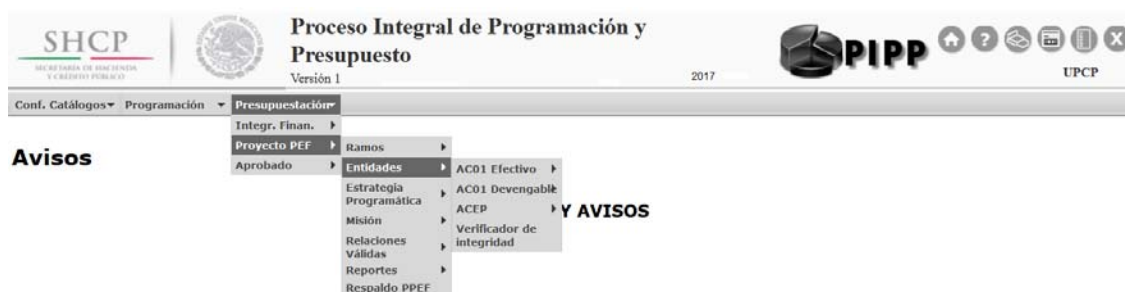 SHCP
SECRETARÍA DE HACIENDA
Y CRÉDITO PÚBLICO
Proceso Integral de Programación y
Presupuesto
Versión 1
2017
PIPP
UPCP
Conf. Catálogos Programación Presupuestación
Integr. Finan.
Proyecto PEF
Aprobado
Avisos
Ramos
Entidades
Estrategia
Programática
Misión
Relaciones
Válidas
Reportes
Respaldo PPEF
AC01 Efectivo
AC01 Devengable
ACEP
Verificador de
integridad
Y AVISOS